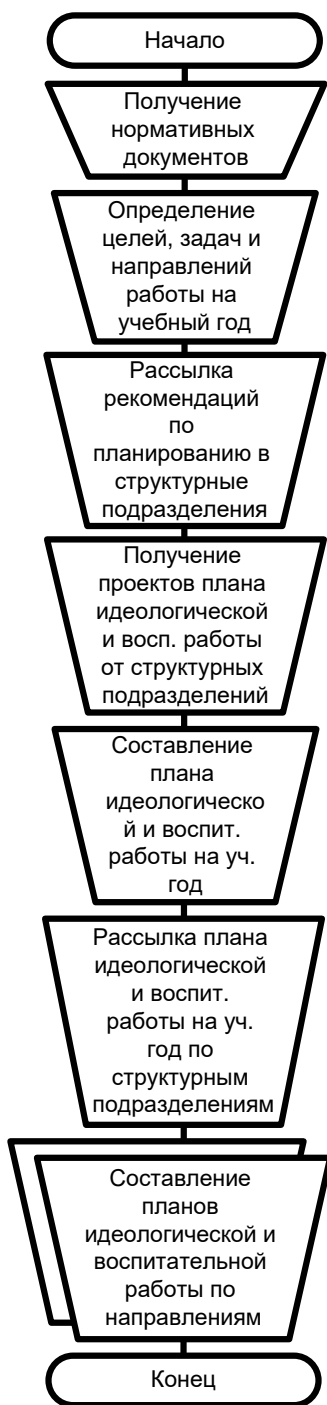 Начало
Получение
нормативных
документов
Определение
целей, задач и
направлений
работы на
учебный год
Рассылка
рекомендаций
по
планированию в
структурные
подразделения
Получение
проектов плана
идеологической
и восп. работы
от структурных
подразделений
Составление
плана
идеологическо
й и воспит.
работы на уч.
год
Рассылка плана
идеологической
и воспит.
работы на уч.
год по
структурным
подразделениям
Составление
планов
идеологической и
воспитательной
работы по
направлениям
Конец